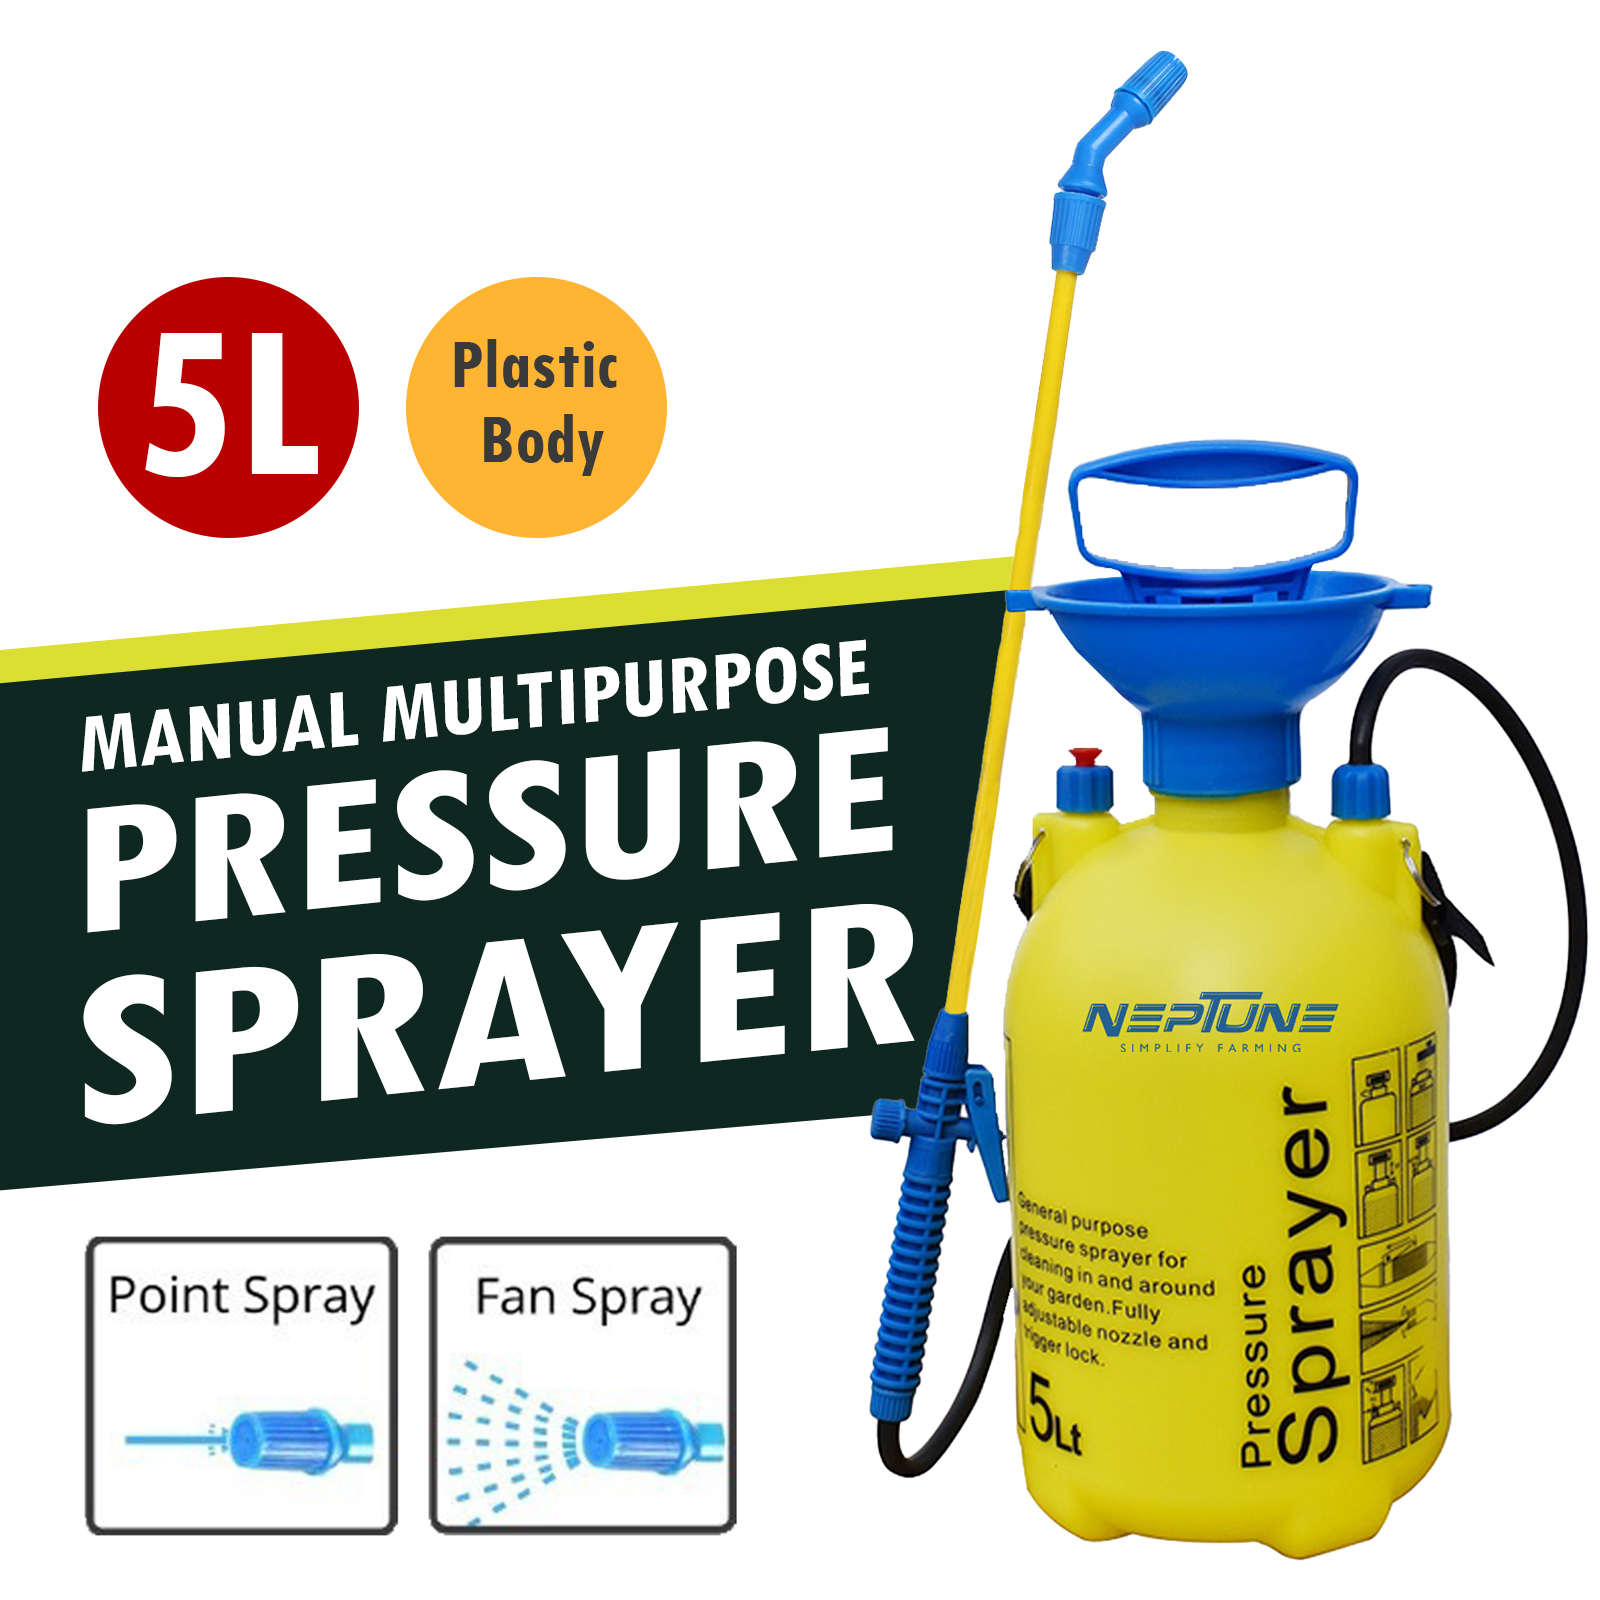 5L
Plastic
Body
MANUAL MULTIPURPOSE
PRESSURE
SPRAYER
Point Spray
Fan Spray
NEPTUNE
SIMPLIFY FARMING
General purpose
pressure sprayer for
cleaning in and around
your garden.Fully
adjustable nozzle and
trigger lock.
5Lt
Pressure
Sprayer